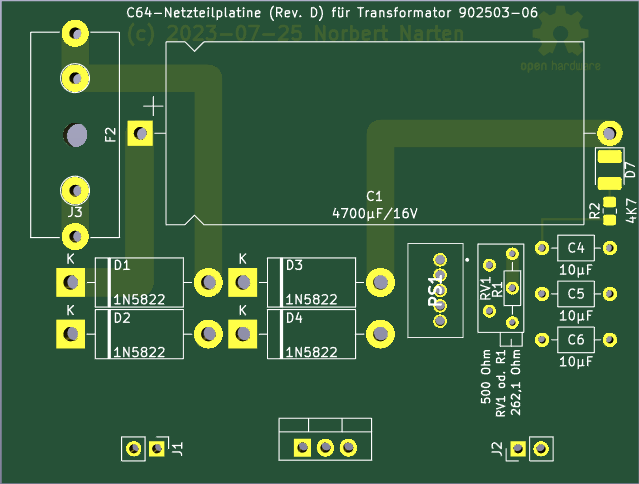 C64-Netzteilplatine (Rev. D) für Transformator 902503-06
(c) 2023-07-25 Norbert Narten
open hardware
F2
J3
C1
4700µF/16V
D7
R2
4K7
K
D1
1N5822
K
D3
1N5822
K
D2
1N5822
K
D4
1N5822
PS1
RV1
R1
C4
10µF
C5
10µF
C6
10µF
500 Ohm
RV1 od. R1
262,1 Ohm
J1
J2